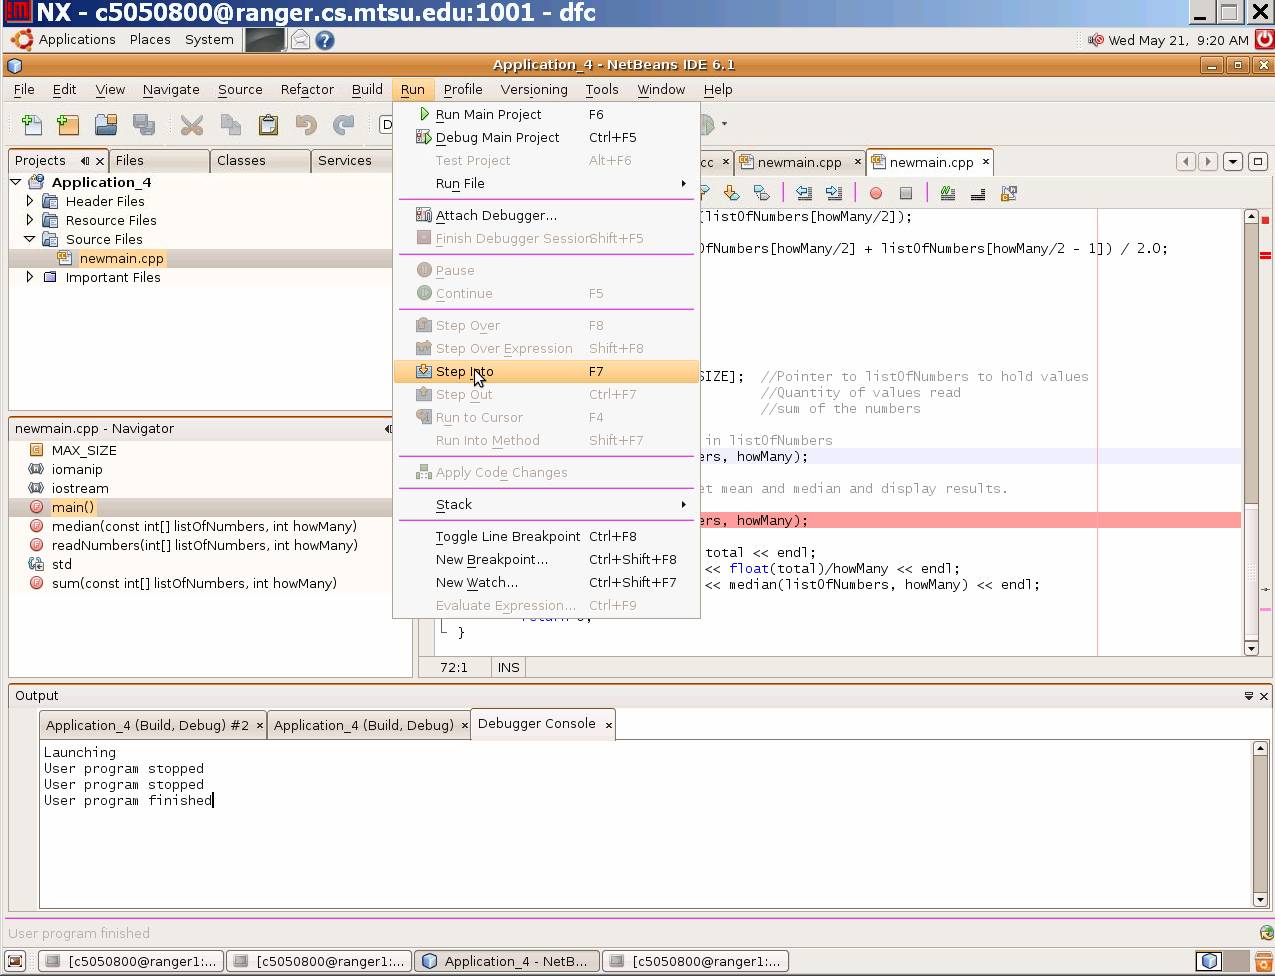 NX - c5050800@ranger.cs.mtsu.edu:1001 - dfc
Applications Places System
Wed May 21, 9:20 AM
Application_4 - NetBeans IDE 6.1
File Edit View Navigate Source Refactor Build Run Profile Versioning Tools Window Help
Projects Files Classes Services
Application_4
Header Files
Resource Files
Source Files
newmain.cpp
Important Files
newmain.cpp - Navigator
MAX_SIZE
iomanip
iostream
main()
median(const int[] listOfNumbers, int howMany)
readNumbers(int[] listOfNumbers, int howMany)
std
sum(const int[] listOfNumbers, int howMany)
Run Main Project F6
Debug Main Project Ctrl+F5
Test Project Alt+F6
Run File
Attach Debugger...
Finish Debugger Session Shift+F5
Pause
Continue F5
Step Over F8
Step Over Expression Shift+F8
Step Into F7
Step Out Ctrl+F7
Run to Cursor F4
Run Into Method Shift+F7
Apply Code Changes
Stack
Toggle Line Breakpoint Ctrl+F8
New Breakpoint... Ctrl+Shift+F8
New Watch... Ctrl+Shift+F7
Evaluate Expression... Ctrl+F9
cc newmain.cpp newmain.cpp
listOfNumbers[howMany/2]);
fNumbers[howMany/2] + listOfNumbers[howMany/2 - 1]) / 2.0;
SIZE]; //Pointer to listOfNumbers to hold values
//Quantity of values read
//sum of the numbers
in listOfNumbers
ers, howMany);
et mean and median and display results.
ers, howMany);
total << endl;
<< float(total)/howMany << endl;
<< median(listOfNumbers, howMany) << endl;
}
72:1 INS
Output
Application_4 (Build, Debug) #2 Application_4 (Build, Debug) Debugger Console
Launching
User program stopped
User program stopped
User program finished
User program finished
[c5050800@ranger1:... [c5050800@ranger1:... Application_4 - NetB... [c5050800@ranger1:...